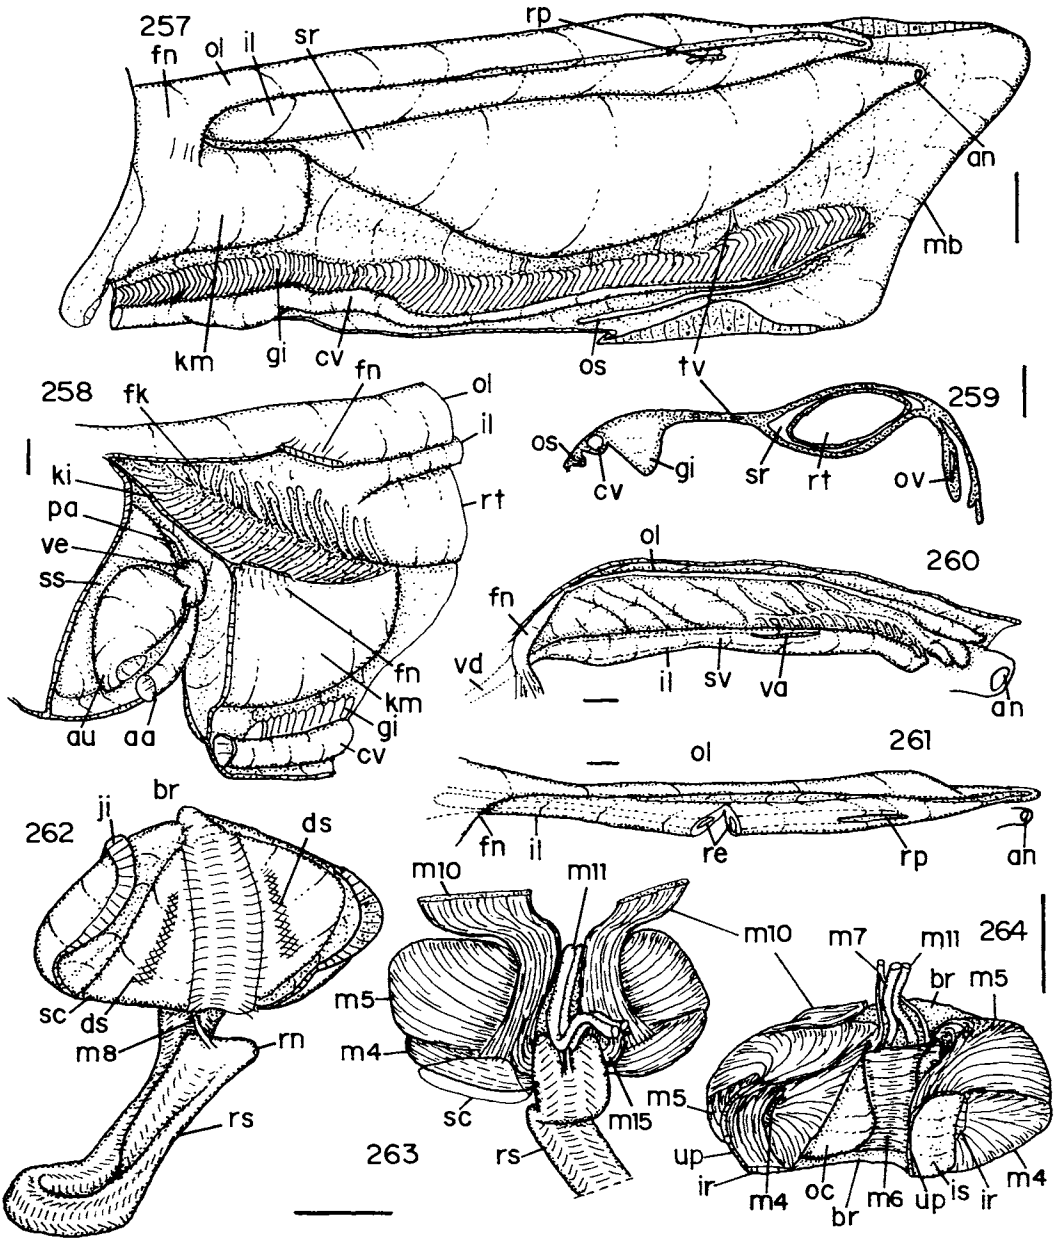 257
fn
ol
il
sr
rp
an
mb
km
gi
cv
os
tv
258
fk
fn
ol
il
ki
pa
ve
ss
rt
fn
km
gi
cv
au
aa
259
os
cv
gi
sr
rt
ov
260
ol
fn
vd
il
sv
va
an
261
ol
fn
il
re
rp
an
262
ji
br
ds
sc
ds
m8
rn
rs
263
m10
m11
m10
m5
m4
sc
m15
rs
264
m7
m11
br
m5
m5
up
ir
m4
oc
br
m6
up
is
ir
m4